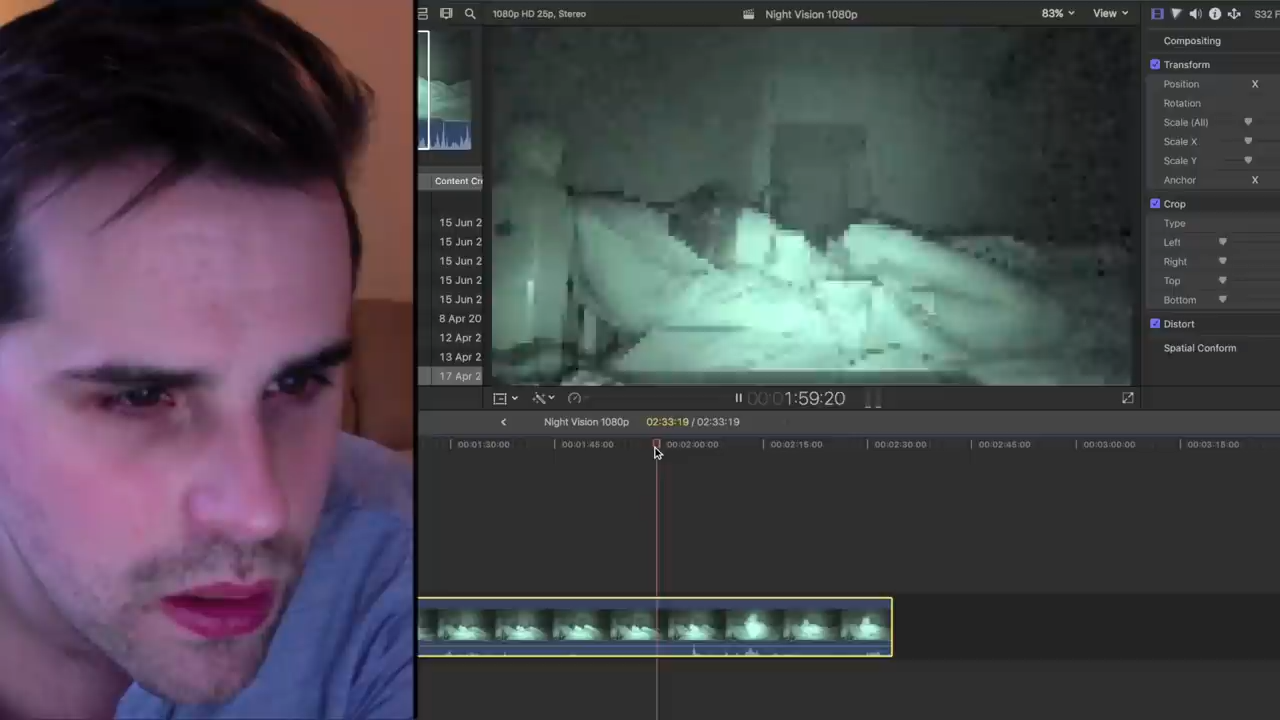 1080p HD 25p, Stereo
Night Vision 1080p
83%
View
Compositing
Transform
Position X
Rotation
Scale (All)
Scale X
Scale Y
Anchor X
Crop
Type
Left
Right
Top
Bottom
Distort
Spatial Conform
Content Cr
15 Jun 2
15 Jun 2
15 Jun 2
15 Jun 2
15 Jun 2
8 Apr 20
12 Apr 2
13 Apr 2
17 Apr 2
00:01:59:20
Night Vision 1080p 02:33:19 / 02:33:19
00:01:30:00 00:01:45:00 00:02:00:00 00:02:15:00 00:02:30:00 00:02:45:00 00:03:00:00 00:03:15:00